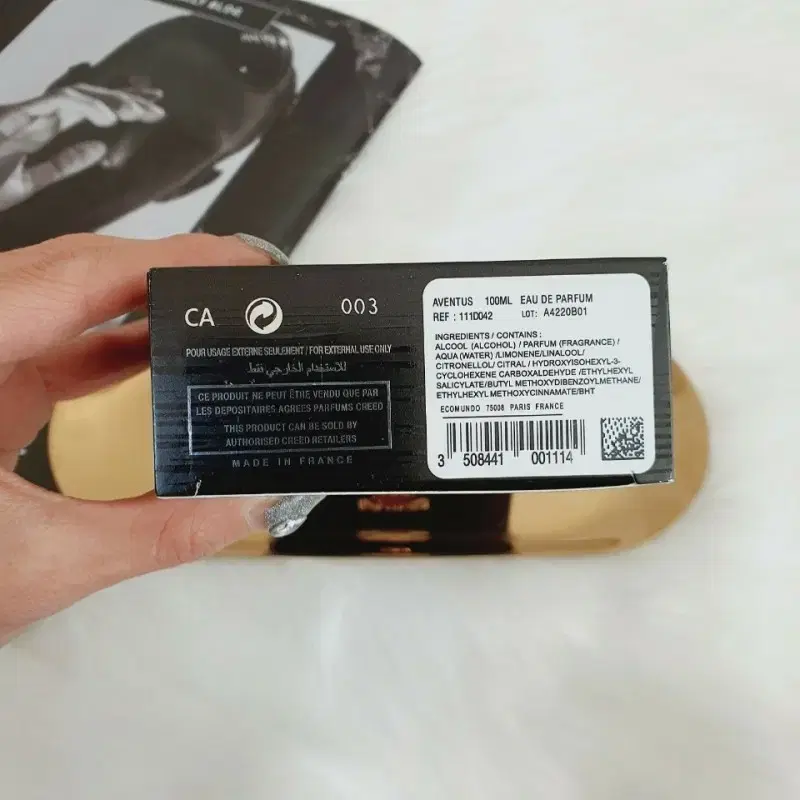 CA
003
POUR USAGE EXTERNE SEULEMENT / FOR EXTERNAL USE ONLY
للاستخدام الخارجي فقط
CE PRODUIT NE PEUT ÊTRE VENDU QUE PAR
LES DEPOSITAIRES AGREES PARFUMS CREED
THIS PRODUCT CAN BE SOLD BY
AUTHORISED CREED RETAILERS
MADE IN FRANCE
AVENTUS 100ML EAU DE PARFUM
REF : 111D042 LOT: A4220B01
INGREDIENTS / CONTAINS :
ALCOOL (ALCOHOL) / PARFUM (FRAGRANCE) /
AQUA (WATER) /LIMONENE/LINALOOL/
CITRONELLOL/ CITRAL / HYDROXYISOHEXYL-3-
CYCLOHEXENE CARBOXALDEHYDE /ETHYLHEXYL
SALICYLATE/BUTYL METHOXYDIBENZOYLMETHANE/
ETHYLHEXYL METHOXYCINNAMATE/BHT
ECOMUNDO 75008 PARIS FRANCE
3 508441 001114